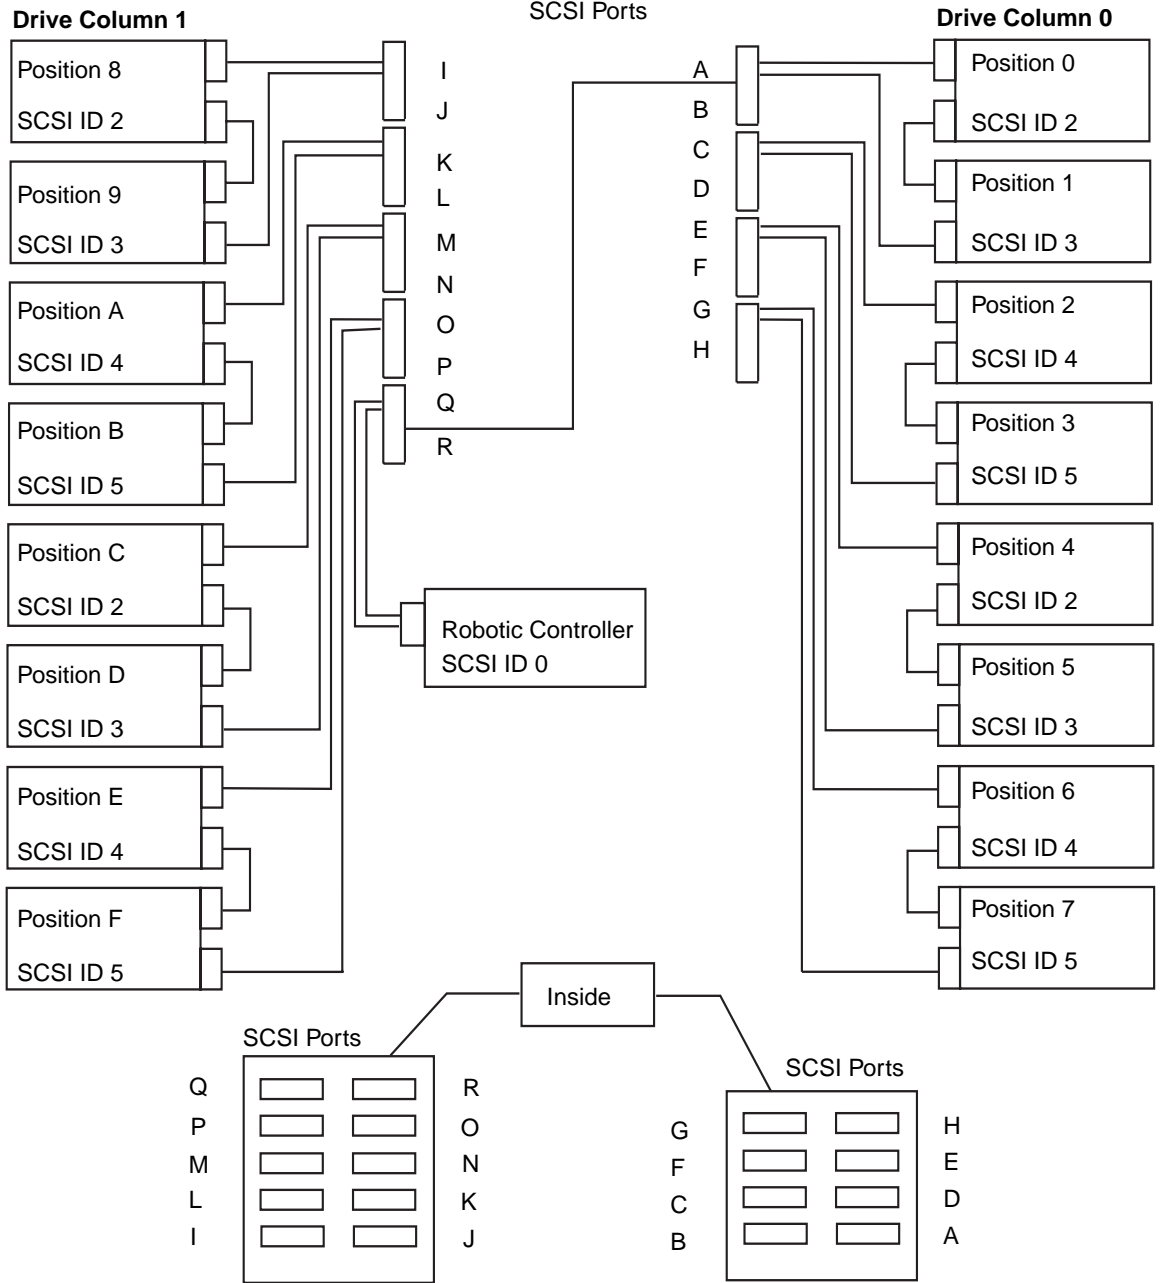 SCSI Ports
Drive Column 1
Drive Column 0
Position 8
SCSI ID 2
Position 9
SCSI ID 3
Position A
SCSI ID 4
Position B
SCSI ID 5
Position C
SCSI ID 2
Position D
SCSI ID 3
Position E
SCSI ID 4
Position F
SCSI ID 5
I
J
K
L
M
N
O
P
Q
R
Robotic Controller
SCSI ID 0
A
B
C
D
E
F
G
H
Position 0
SCSI ID 2
Position 1
SCSI ID 3
Position 2
SCSI ID 4
Position 3
SCSI ID 5
Position 4
SCSI ID 2
Position 5
SCSI ID 3
Position 6
SCSI ID 4
Position 7
SCSI ID 5
Inside
SCSI Ports
Q R
P O
M N
L K
I J
SCSI Ports
G H
F E
C D
B A